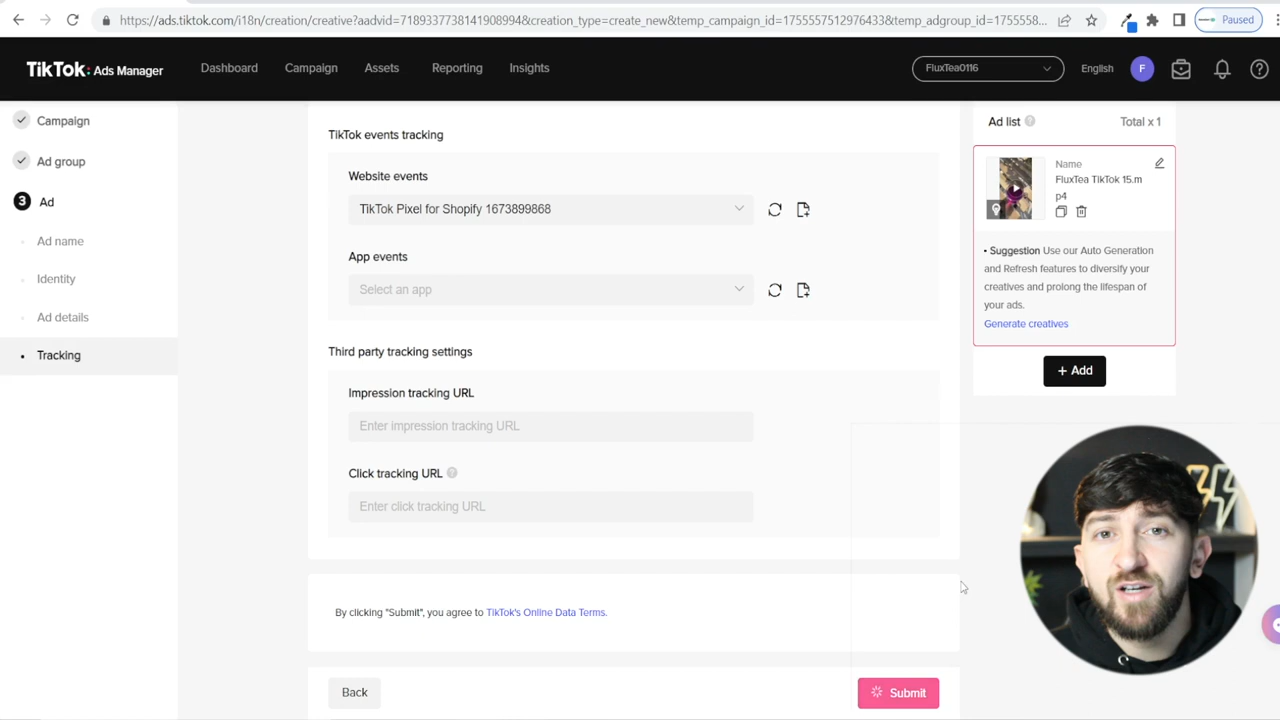 https://ads.tiktok.com/i18n/creation/creative?aadvid=7189337738141908994&creation_type=create_new&temp_campaign_id=1755557512976433&temp_adgroup_id=1755558...
Paused
TikTok: Ads Manager
Dashboard
Campaign
Assets
Reporting
Insights
FluxTea0116
English
F
Campaign
Ad group
3 Ad
Ad name
Identity
Ad details
Tracking
TikTok events tracking
Website events
TikTok Pixel for Shopify 1673899868
App events
Select an app
Third party tracking settings
Impression tracking URL
Enter impression tracking URL
Click tracking URL
Enter click tracking URL
By clicking "Submit", you agree to TikTok's Online Data Terms.
Back
Submit
Ad list
Total x 1
Name
FluxTea TikTok 15.m
p4
• Suggestion Use our Auto Generation
and Refresh features to diversify your
creatives and prolong the lifespan of
your ads.
Generate creatives
+ Add